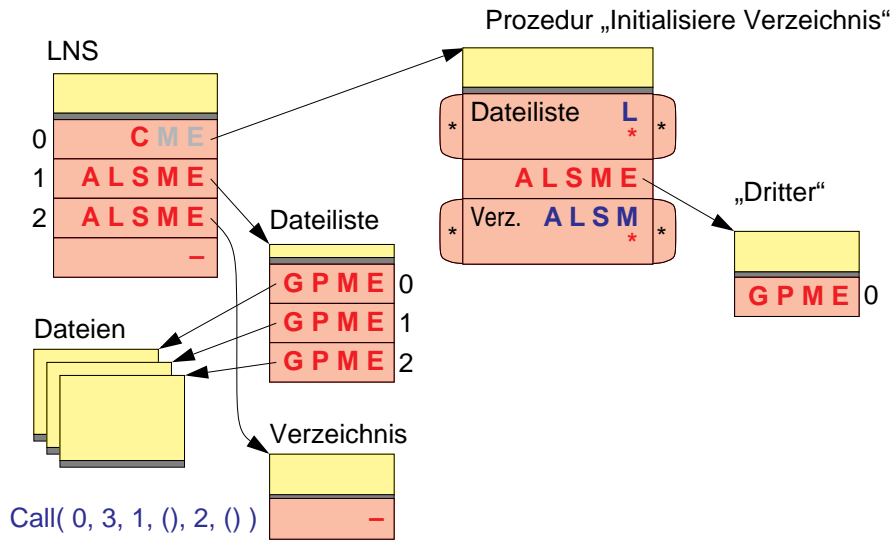 Prozedur „Initialisiere Verzeichnis“
LNS
0 C M E
1 A L S M E
2 A L S M E
–
* Dateiliste L *
*
A L S M E
* Verz. A L S M *
*
„Dritter“
G P M E 0
Dateiliste
G P M E 0
G P M E 1
G P M E 2
Dateien
Verzeichnis
–
Call( 0, 3, 1, (), 2, () )